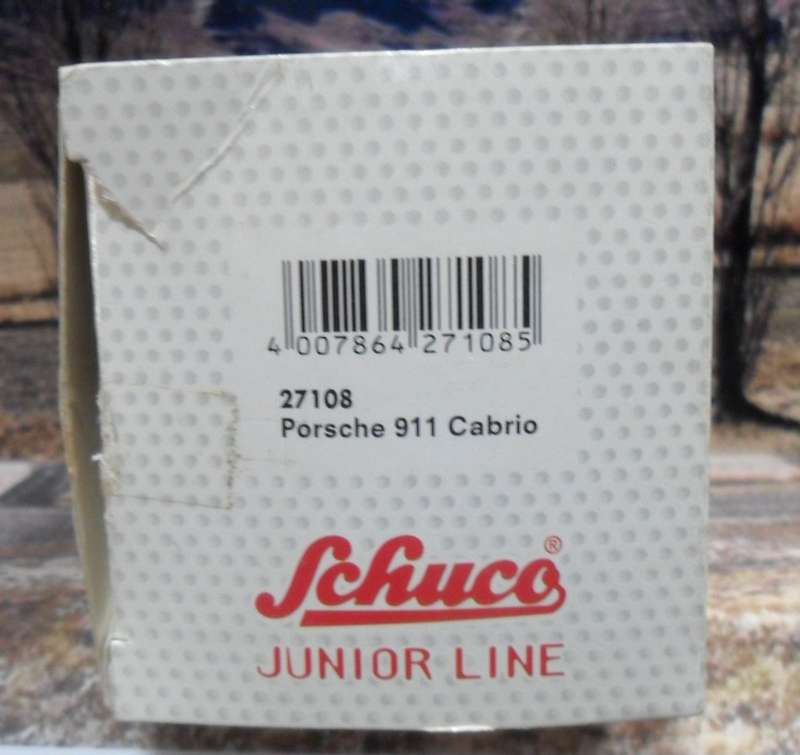 4 007864 271085
27108
Porsche 911 Cabrio
Schuco®
JUNIOR LINE